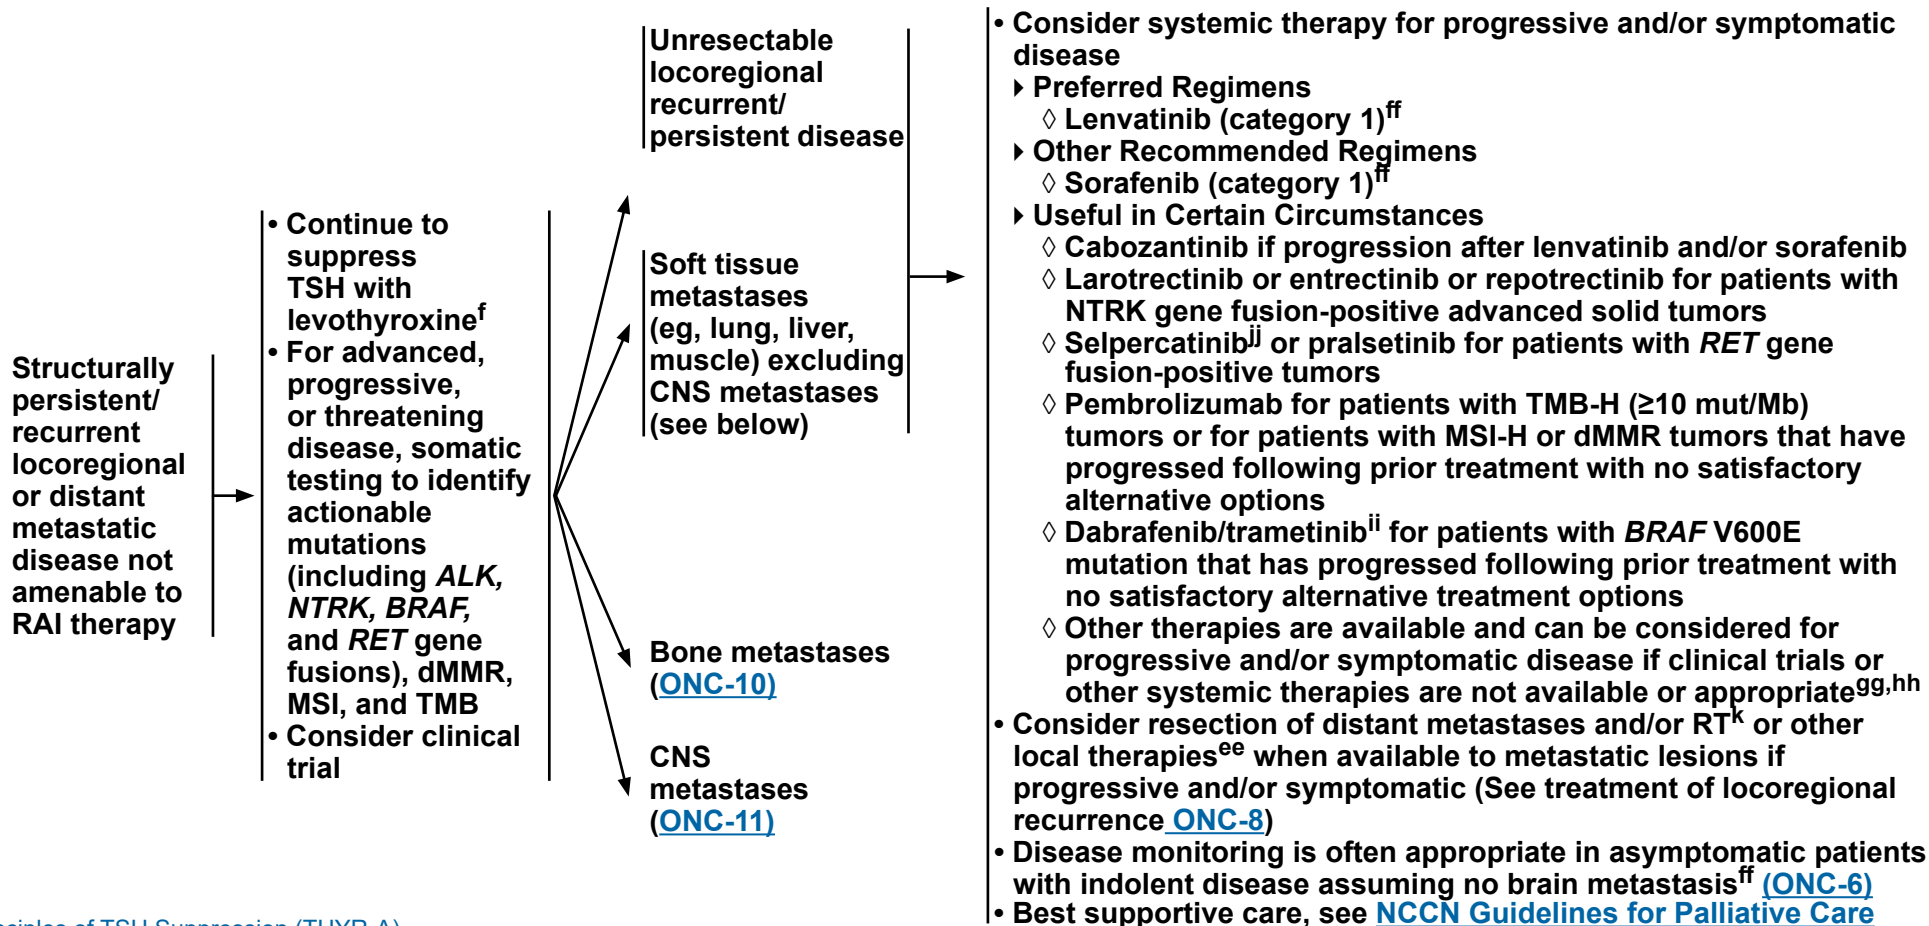 Structurally
persistent/
recurrent
locoregional
or distant
metastatic
disease not
amenable to
RAI therapy
• Continue to
suppress
TSH with
levothyroxine^f
• For advanced,
progressive,
or threatening
disease, somatic
testing to identify
actionable
mutations
(including ALK,
NTRK, BRAF,
and RET gene
fusions), dMMR,
MSI, and TMB
• Consider clinical
trial
Unresectable
locoregional
recurrent/
persistent disease
Soft tissue
metastases
(eg, lung, liver,
muscle) excluding
CNS metastases
(see below)
Bone metastases
(ONC-10)
CNS
metastases
(ONC-11)
• Consider systemic therapy for progressive and/or symptomatic
disease
▸ Preferred Regimens
◊ Lenvatinib (category 1)^ff
▸ Other Recommended Regimens
◊ Sorafenib (category 1)^ff
▸ Useful in Certain Circumstances
◊ Cabozantinib if progression after lenvatinib and/or sorafenib
◊ Larotrectinib or entrectinib or repotrectinib for patients with
NTRK gene fusion-positive advanced solid tumors
◊ Selpercatinib^jj or pralsetinib for patients with RET gene
fusion-positive tumors
◊ Pembrolizumab for patients with TMB-H (≥10 mut/Mb)
tumors or for patients with MSI-H or dMMR tumors that have
progressed following prior treatment with no satisfactory
alternative options
◊ Dabrafenib/trametinib^ii for patients with BRAF V600E
mutation that has progressed following prior treatment with
no satisfactory alternative treatment options
◊ Other therapies are available and can be considered for
progressive and/or symptomatic disease if clinical trials or
other systemic therapies are not available or appropriate^gg,hh
• Consider resection of distant metastases and/or RT^k or other
local therapies^ee when available to metastatic lesions if
progressive and/or symptomatic (See treatment of locoregional
recurrence ONC-8)
• Disease monitoring is often appropriate in asymptomatic patients
with indolent disease assuming no brain metastasis^ff (ONC-6)
• Best supportive care, see NCCN Guidelines for Palliative Care